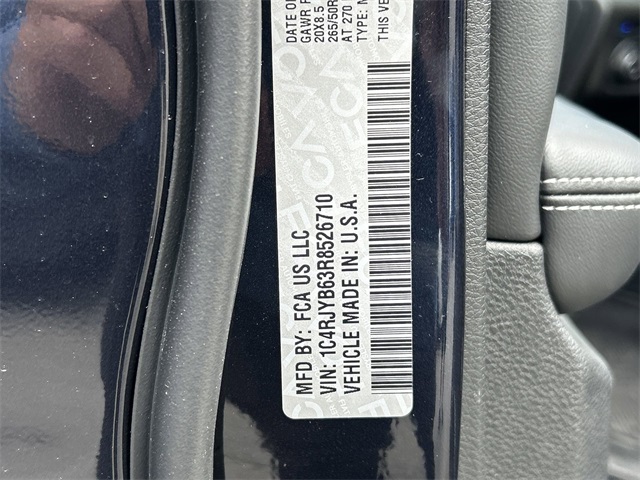 MFD BY: FCA US LLC
VIN: 1C4RJYB63R8526710
VEHICLE MADE IN: U.S.A.
DATE O
GAWR F
20X8.5
265/50R
AT 270
TYPE:
THIS VE
FCA